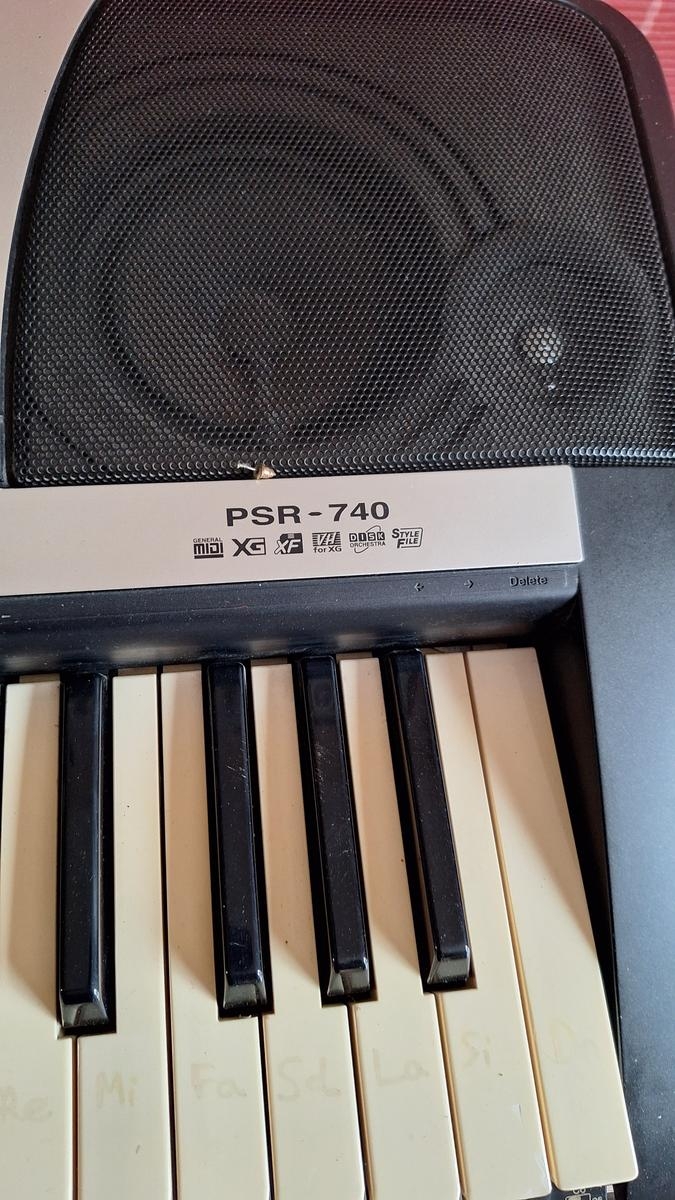 PSR-740
GENERAL MIDI XG XF VH for XG DISK ORCHESTRA STYLE FILE
← → Delete
Re Mi Fa Sol La Si Do